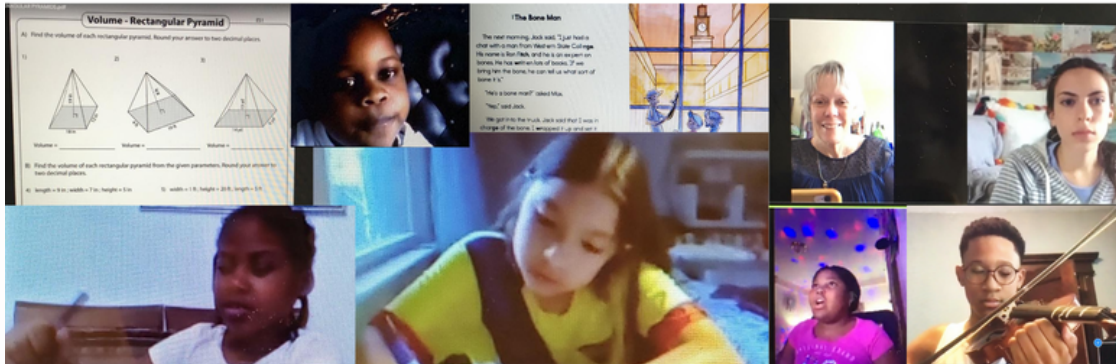 Volume - Rectangular Pyramid
A) Find the volume of each rectangular pyramid. Round your answer to two decimal places.
1)
2)
3)
Volume =
Volume =
Volume =
B) Find the volume of each rectangular pyramid from the given parameters. Round your answer to
two decimal places.
4) length = 9 in ; width = 7 in ; height = 5 in
5) width = 1 ft ; height = 20 ft ; length = 5 ft
The Bone Man
The next morning, Jack said, "I just had a
chat with a man from Western State College.
His name is Ron Fitch, and he is an expert on
bones. He has written lots of books. If we
bring him the bone, he can tell us what sort of
bone it is."
"He's a bone man?" asked Max.
"Yep," said Jack.
We got into the truck. Jack said that I was in
charge of the bone. I wrapped it up and set it